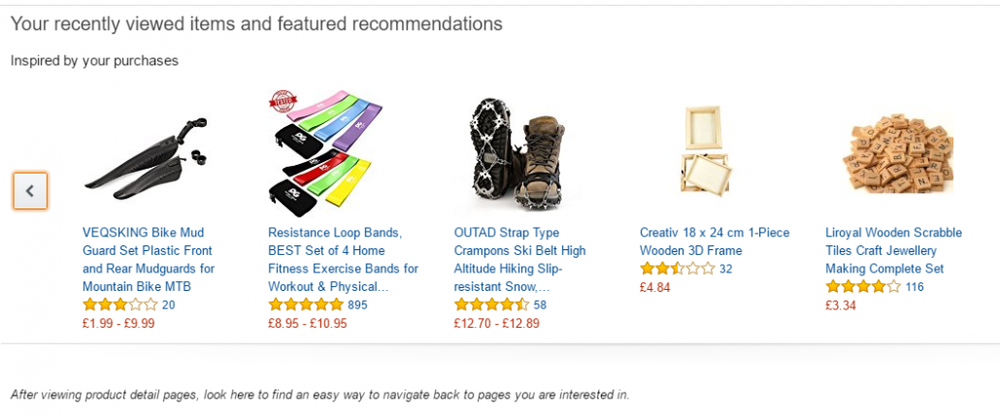 Your recently viewed items and featured recommendations
Inspired by your purchases
TESTED
VEQSKING Bike Mud
Guard Set Plastic Front
and Rear Mudguards for
Mountain Bike MTB
20
£1.99 - £9.99
Resistance Loop Bands,
BEST Set of 4 Home
Fitness Exercise Bands for
Workout & Physical...
895
£8.95 - £10.95
OUTAD Strap Type
Crampons Ski Belt High
Altitude Hiking Slip-
resistant Snow,...
58
£12.70 - £12.89
Creativ 18 x 24 cm 1-Piece
Wooden 3D Frame
32
£4.84
Liroyal Wooden Scrabble
Tiles Craft Jewellery
Making Complete Set
116
£3.34
After viewing product detail pages, look here to find an easy way to navigate back to pages you are interested in.